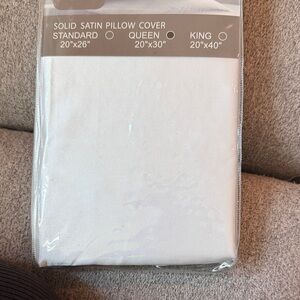 SOLID SATIN PILLOW COVER
STANDARD QUEEN KING
20"x26" 20"x30" 20"x40"